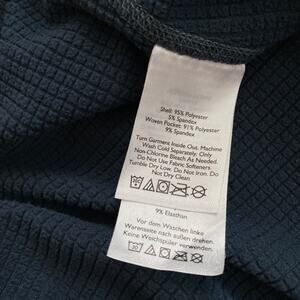 Shell: 95% Polyester
5% Spandex
Woven Pocket: 91% Polyester
9% Spandex
Turn Garment Inside Out. Machine
Wash Cold Separately. Only
Non-Chlorine Bleach As Needed.
Do Not Use Fabric Softeners.
Tumble Dry Low. Do Not Iron. Do
Not Dry Clean.
9% Elasthan
Vor dem Waschen linke
Warenseite nach außen drehen.
Keine Weichspüler verwenden.
30